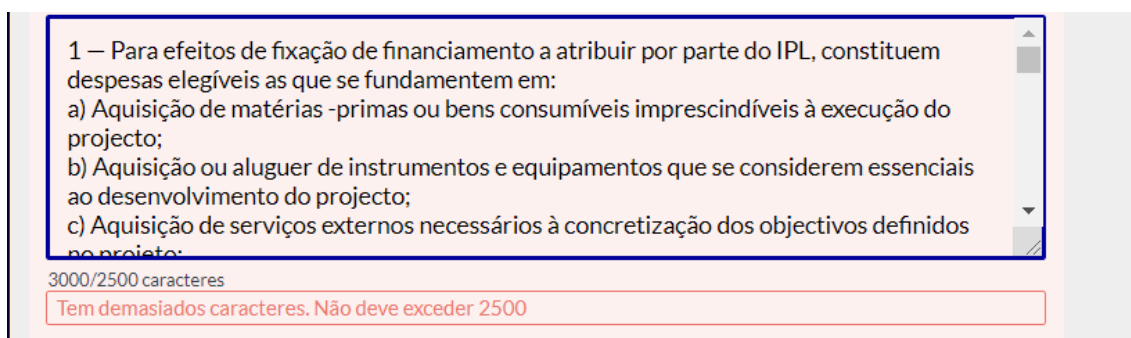 1 — Para efeitos de fixação de financiamento a atribuir por parte do IPL, constituem
despesas elegíveis as que se fundamentem em:
a) Aquisição de matérias -primas ou bens consumíveis imprescindíveis à execução do
projecto;
b) Aquisição ou aluguer de instrumentos e equipamentos que se considerem essenciais
ao desenvolvimento do projecto;
c) Aquisição de serviços externos necessários à concretização dos objectivos definidos
no projeto;
3000/2500 caracteres
Tem demasiados caracteres. Não deve exceder 2500